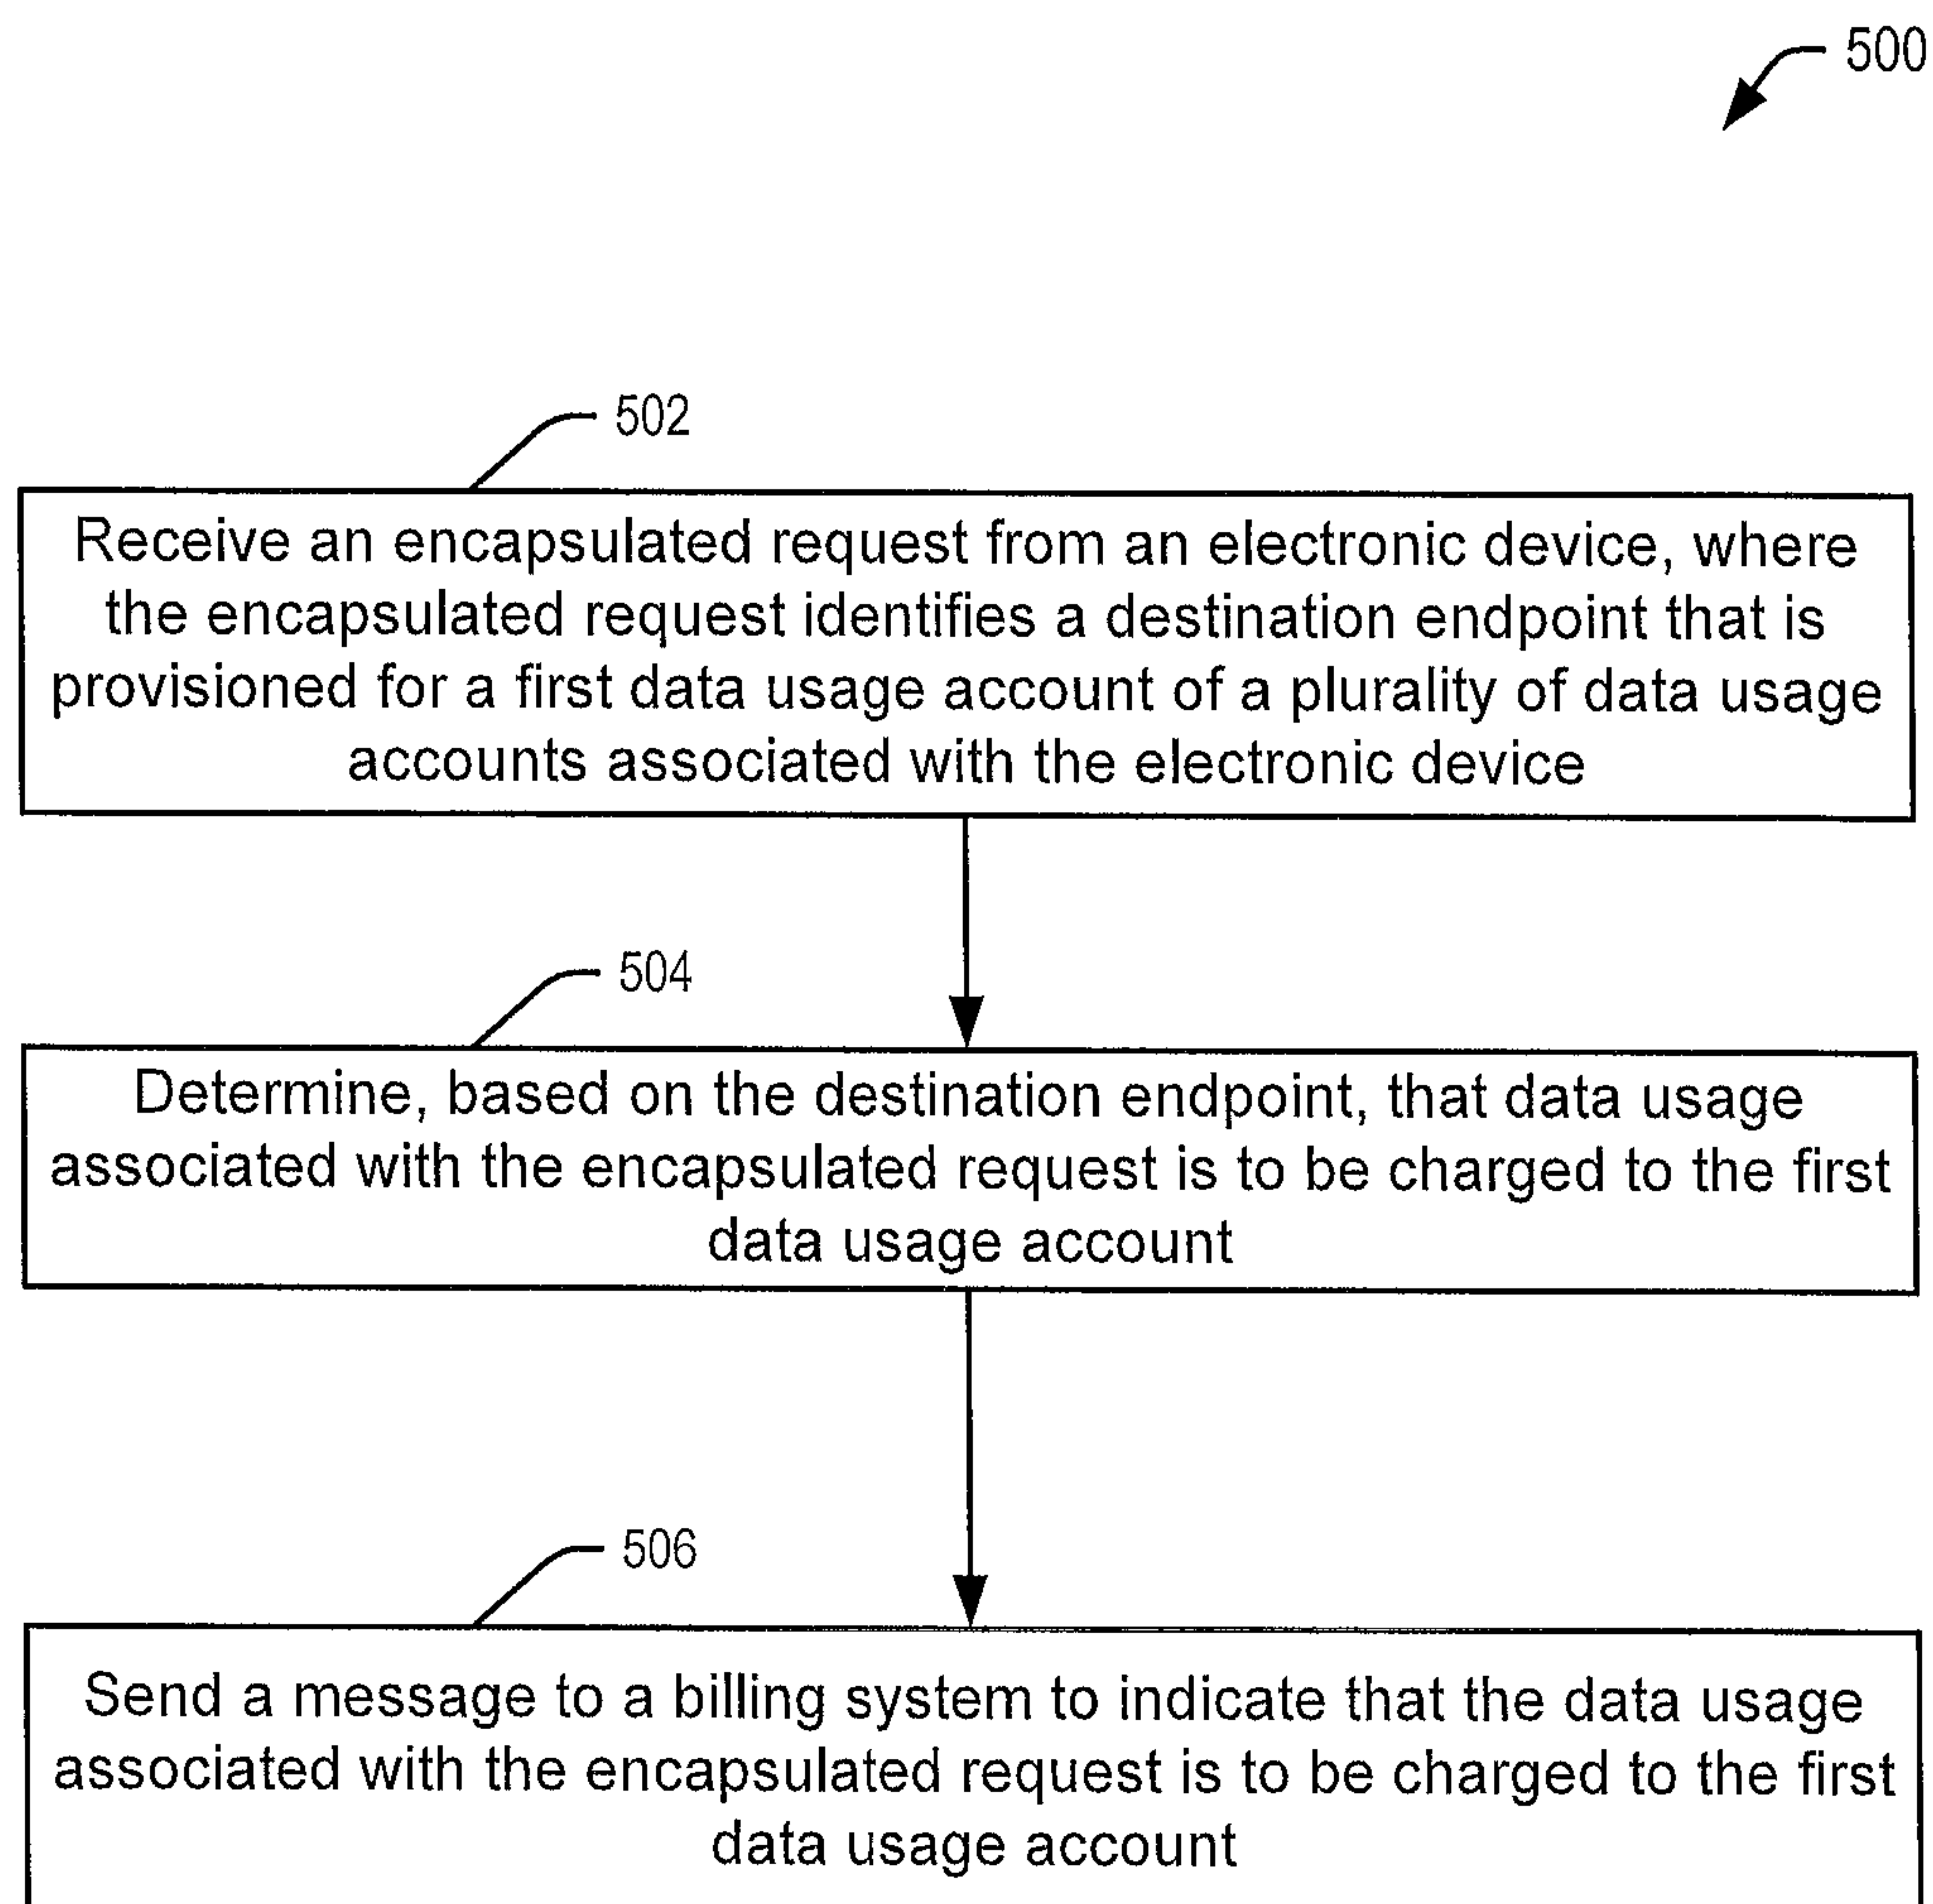 500
502
Receive an encapsulated request from an electronic device, where
the encapsulated request identifies a destination endpoint that is
provisioned for a first data usage account of a plurality of data usage
accounts associated with the electronic device
504
Determine, based on the destination endpoint, that data usage
associated with the encapsulated request is to be charged to the first
data usage account
506
Send a message to a billing system to indicate that the data usage
associated with the encapsulated request is to be charged to the first
data usage account